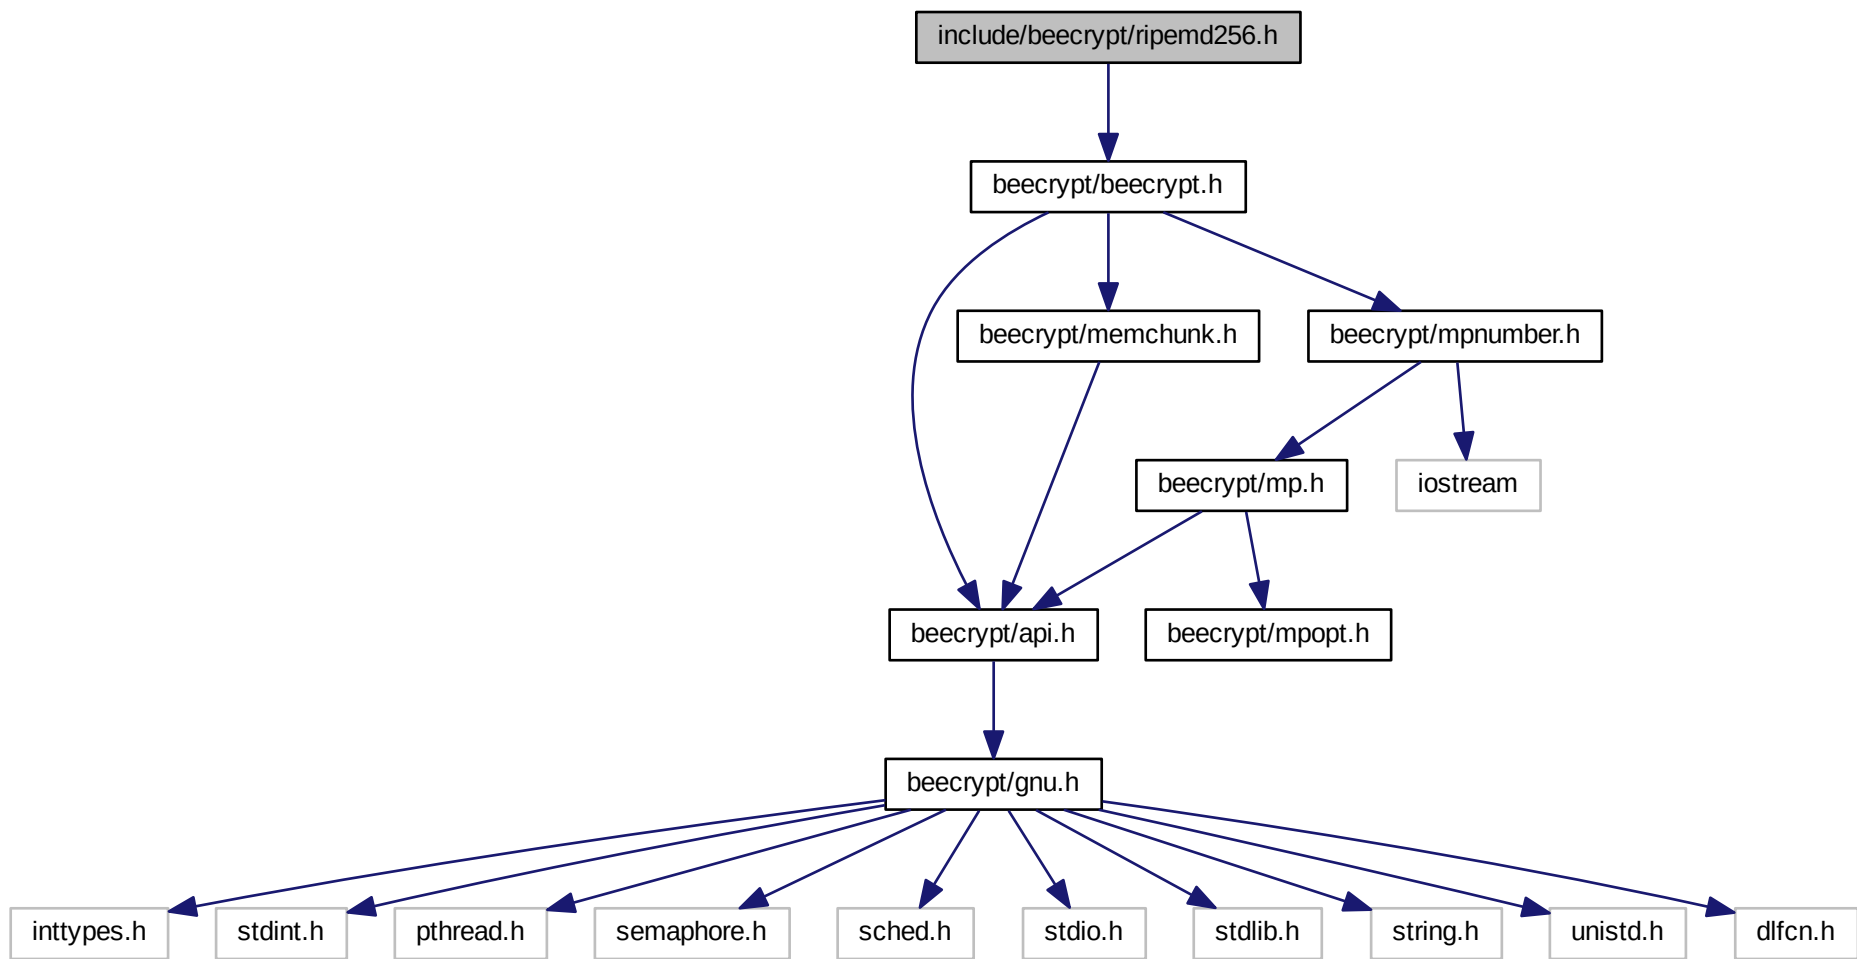 include/beecrypt/ripemd256.h
beecrypt/beecrypt.h
beecrypt/memchunk.h
beecrypt/mpnumber.h
beecrypt/mp.h
iostream
beecrypt/api.h
beecrypt/mpopt.h
beecrypt/gnu.h
inttypes.h
stdint.h
pthread.h
semaphore.h
sched.h
stdio.h
stdlib.h
string.h
unistd.h
dlfcn.h